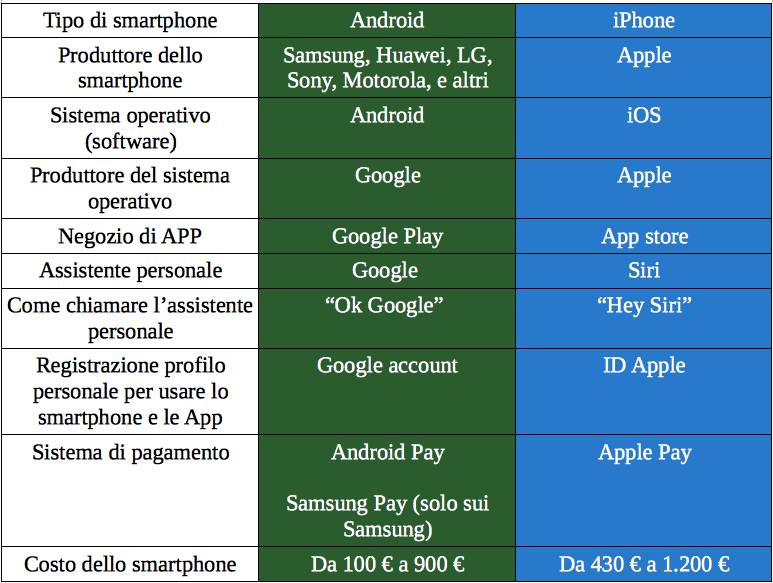 Tipo di smartphone Android iPhone
Produttore dello Samsung, Huawei, LG, Apple
smartphone Sony, Motorola, e altri
Sistema operativo Android iOS
(software)
Produttore del sistema Google Apple
operativo
Negozio di APP Google Play App store
Assistente personale Google Siri
Come chiamare l’assistente “Ok Google” “Hey Siri”
personale
Registrazione profilo Google account ID Apple
personale per usare lo
smartphone e le App
Sistema di pagamento Android Pay Apple Pay
Samsung Pay (solo sui
Samsung)
Costo dello smartphone Da 100 € a 900 € Da 430 € a 1.200 €